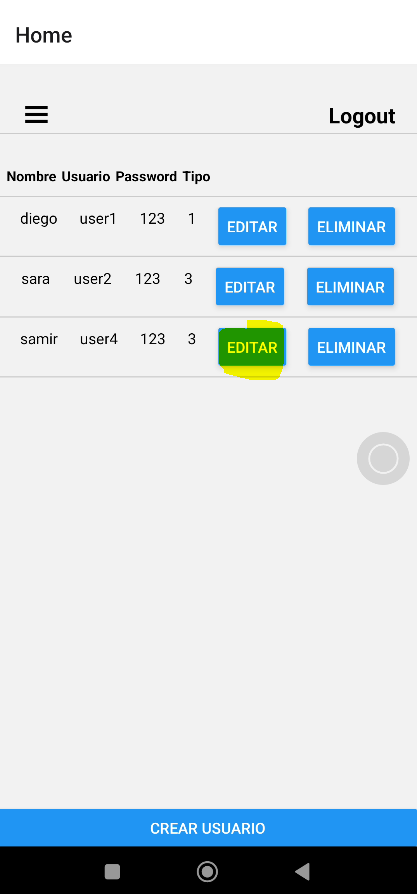 Home
Logout
Nombre Usuario Password Tipo
diego user1 123 1 EDITAR ELIMINAR
sara user2 123 3 EDITAR ELIMINAR
samir user4 123 3 EDITAR ELIMINAR
CREAR USUARIO